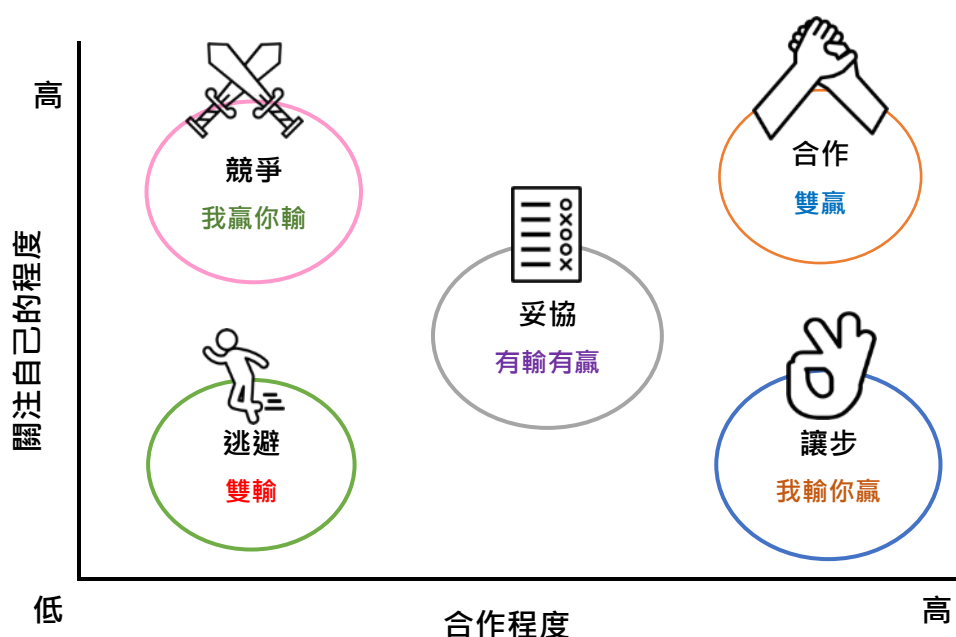 高
競爭
我贏你輸
合作
雙贏
OXOOX
妥協
有輸有贏
關注自己的程度
逃避
雙輸
讓步
我輸你贏
低
合作程度
高